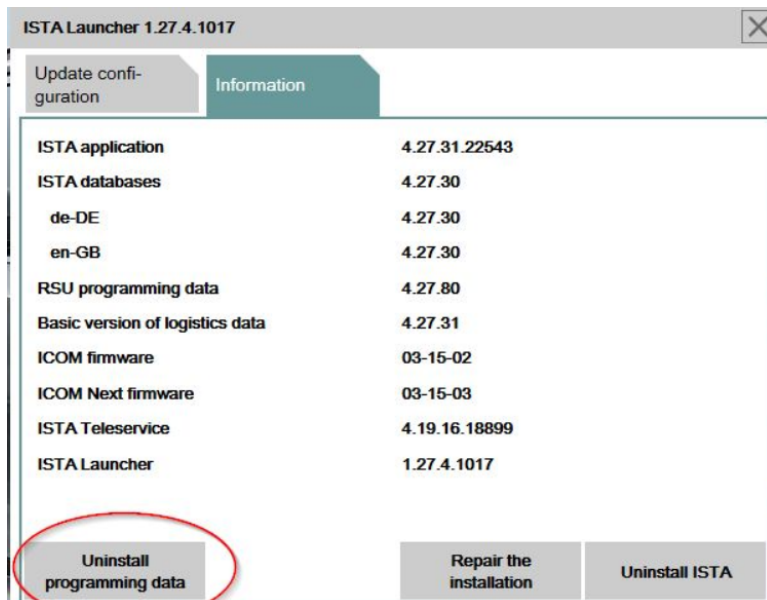 ISTA Launcher 1.27.4.1017
Update confi-
guration
Information
ISTA application 4.27.31.22543
ISTA databases 4.27.30
de-DE 4.27.30
en-GB 4.27.30
RSU programming data 4.27.80
Basic version of logistics data 4.27.31
ICOM firmware 03-15-02
ICOM Next firmware 03-15-03
ISTA Teleservice 4.19.16.18899
ISTA Launcher 1.27.4.1017
Uninstall
programming data
Repair the
installation
Uninstall ISTA